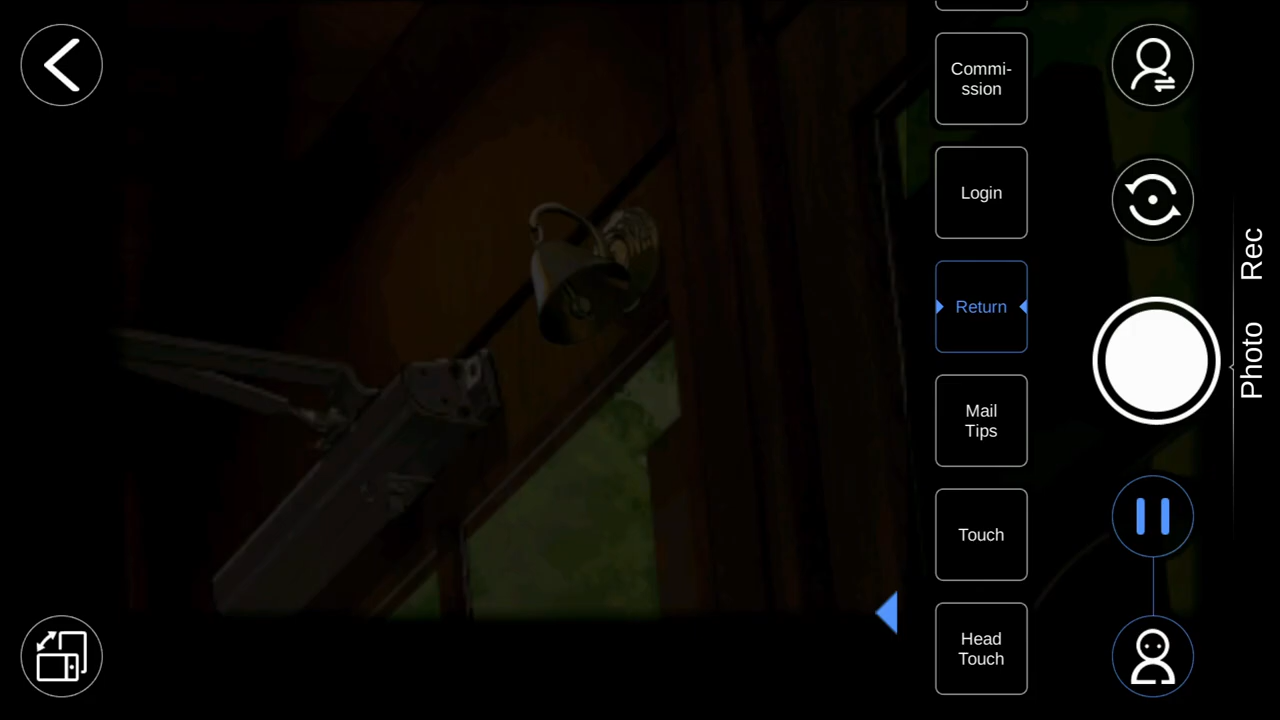 Commi-
ssion
Login
Return
Mail
Tips
Touch
Head
Touch
Rec
Photo